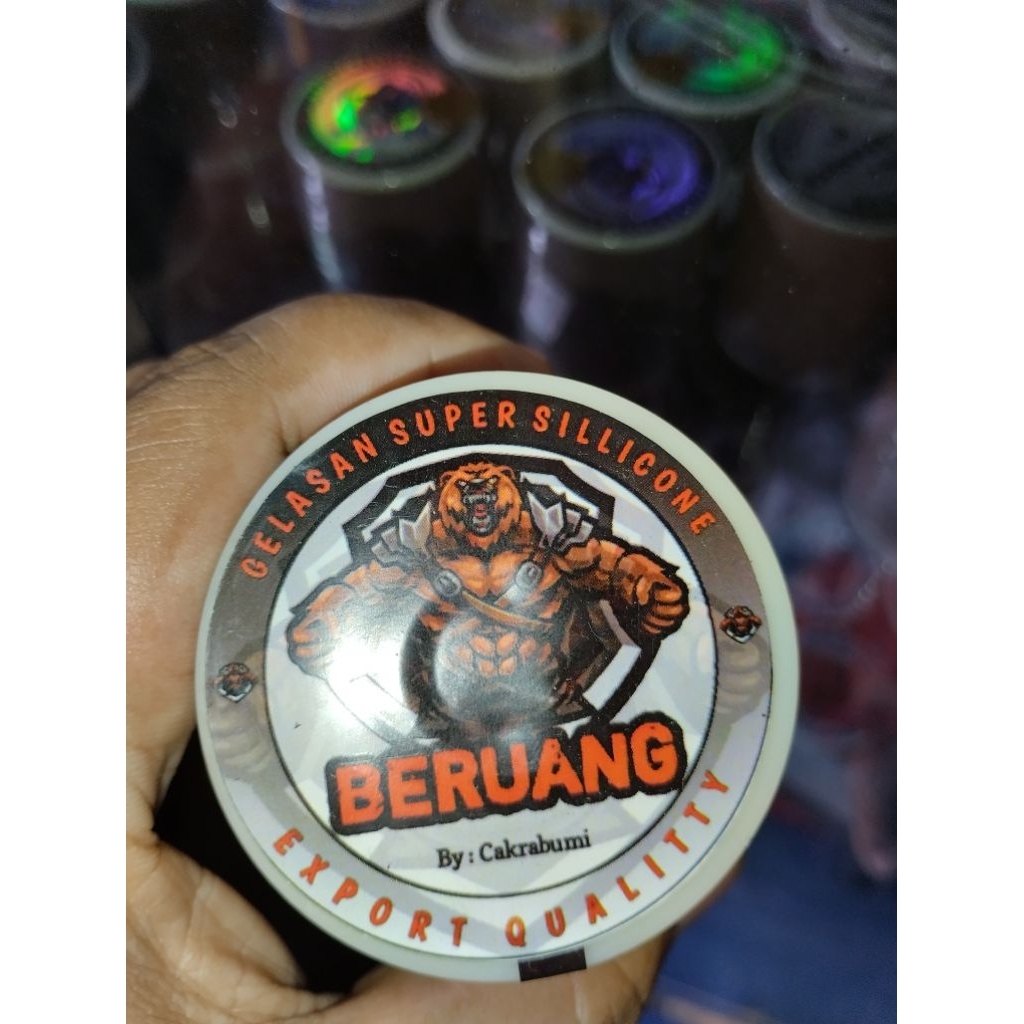 GELASAN SUPER SILLICONE
BERUANG
By : Cakrabumi
EXPORT QUALITTY